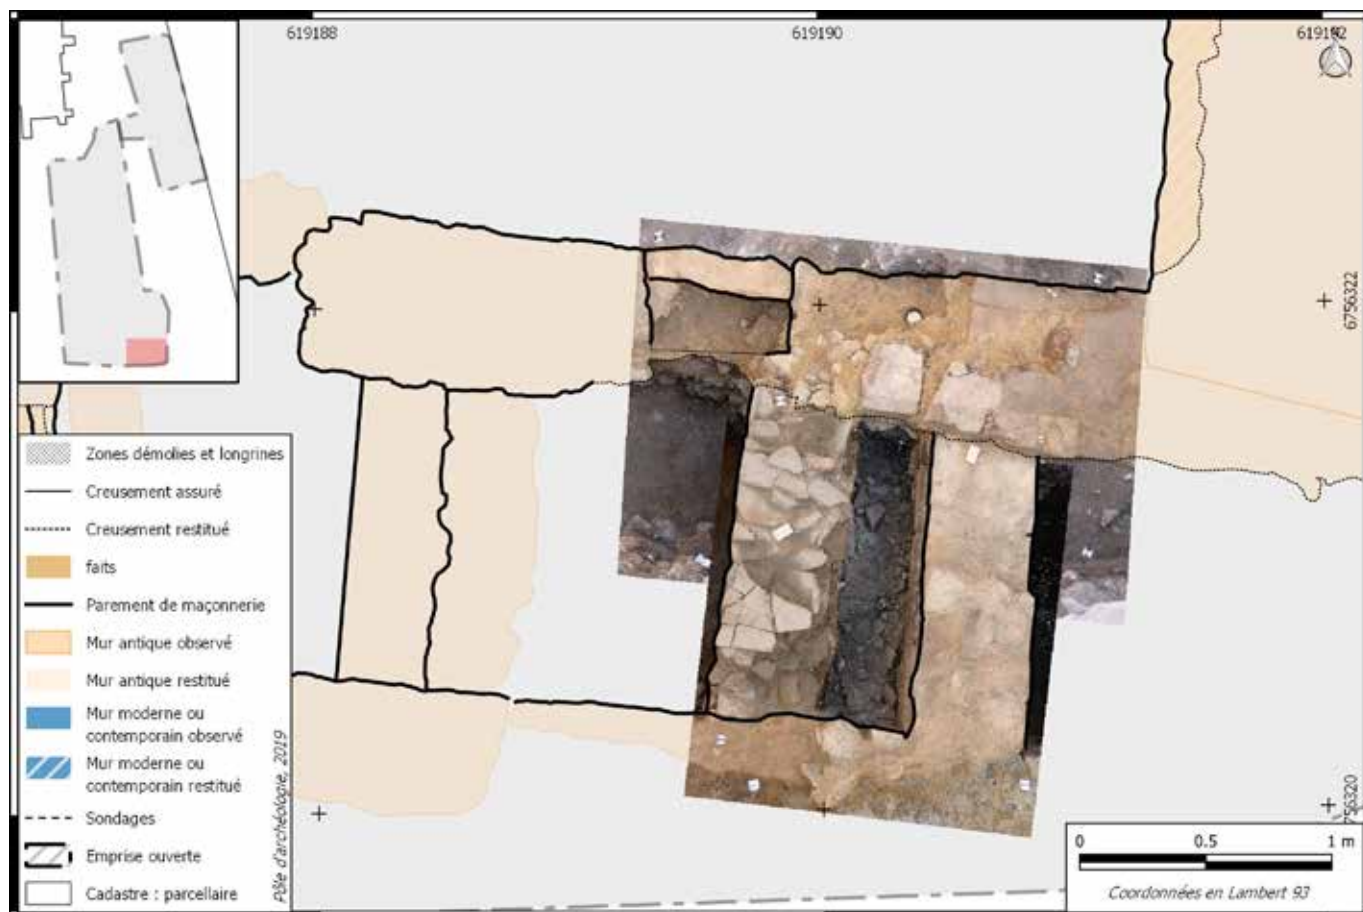 619188
619190
619192
6756322
Zones démolies et longrines
Creusement assuré
Creusement restitué
faits
Parement de maçonnerie
Mur antique observé
Mur antique restitué
Mur moderne ou
contemporain observé
Mur moderne ou
contemporain restitué
Sondages
Emprise ouverte
Cadastre : parcellaire
Pôle d'archéologie, 2019
6756320
0 0.5 1 m
Coordonnées en Lambert 93